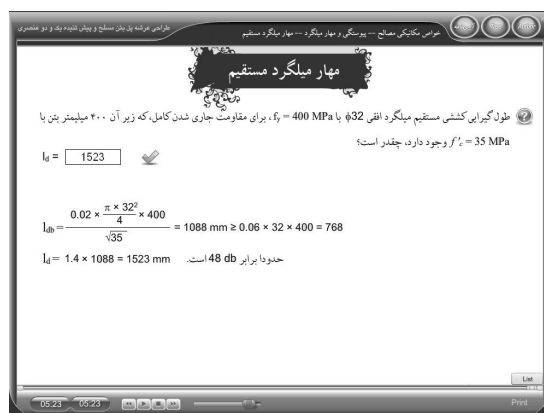 طراحی عرشه پل بتن مسلح و پیش تنیده یک و دو عنصری
خواص مکانیکی مصالح --- پیوستگی و مهار میلگرد --- مهار میلگرد مستقیم
مهار میلگرد مستقیم
طول گیرایی کششی مستقیم میلگرد افقی ϕ32 با fy = 400 MPa ، برای مقاومت جاری شدن کامل، که زیر آن ۴۰۰ میلیمتر بتن با
f'c = 35 MPa وجود دارد، چقدر است؟
ld = 1523
ldb = 0.02 × π × 32² / 4 × 400 / √35 = 1088 mm ≥ 0.06 × 32 × 400 = 768
ld = 1.4 × 1088 = 1523 mm حدودا برابر 48 db است.
List
05:23 05:23
Print